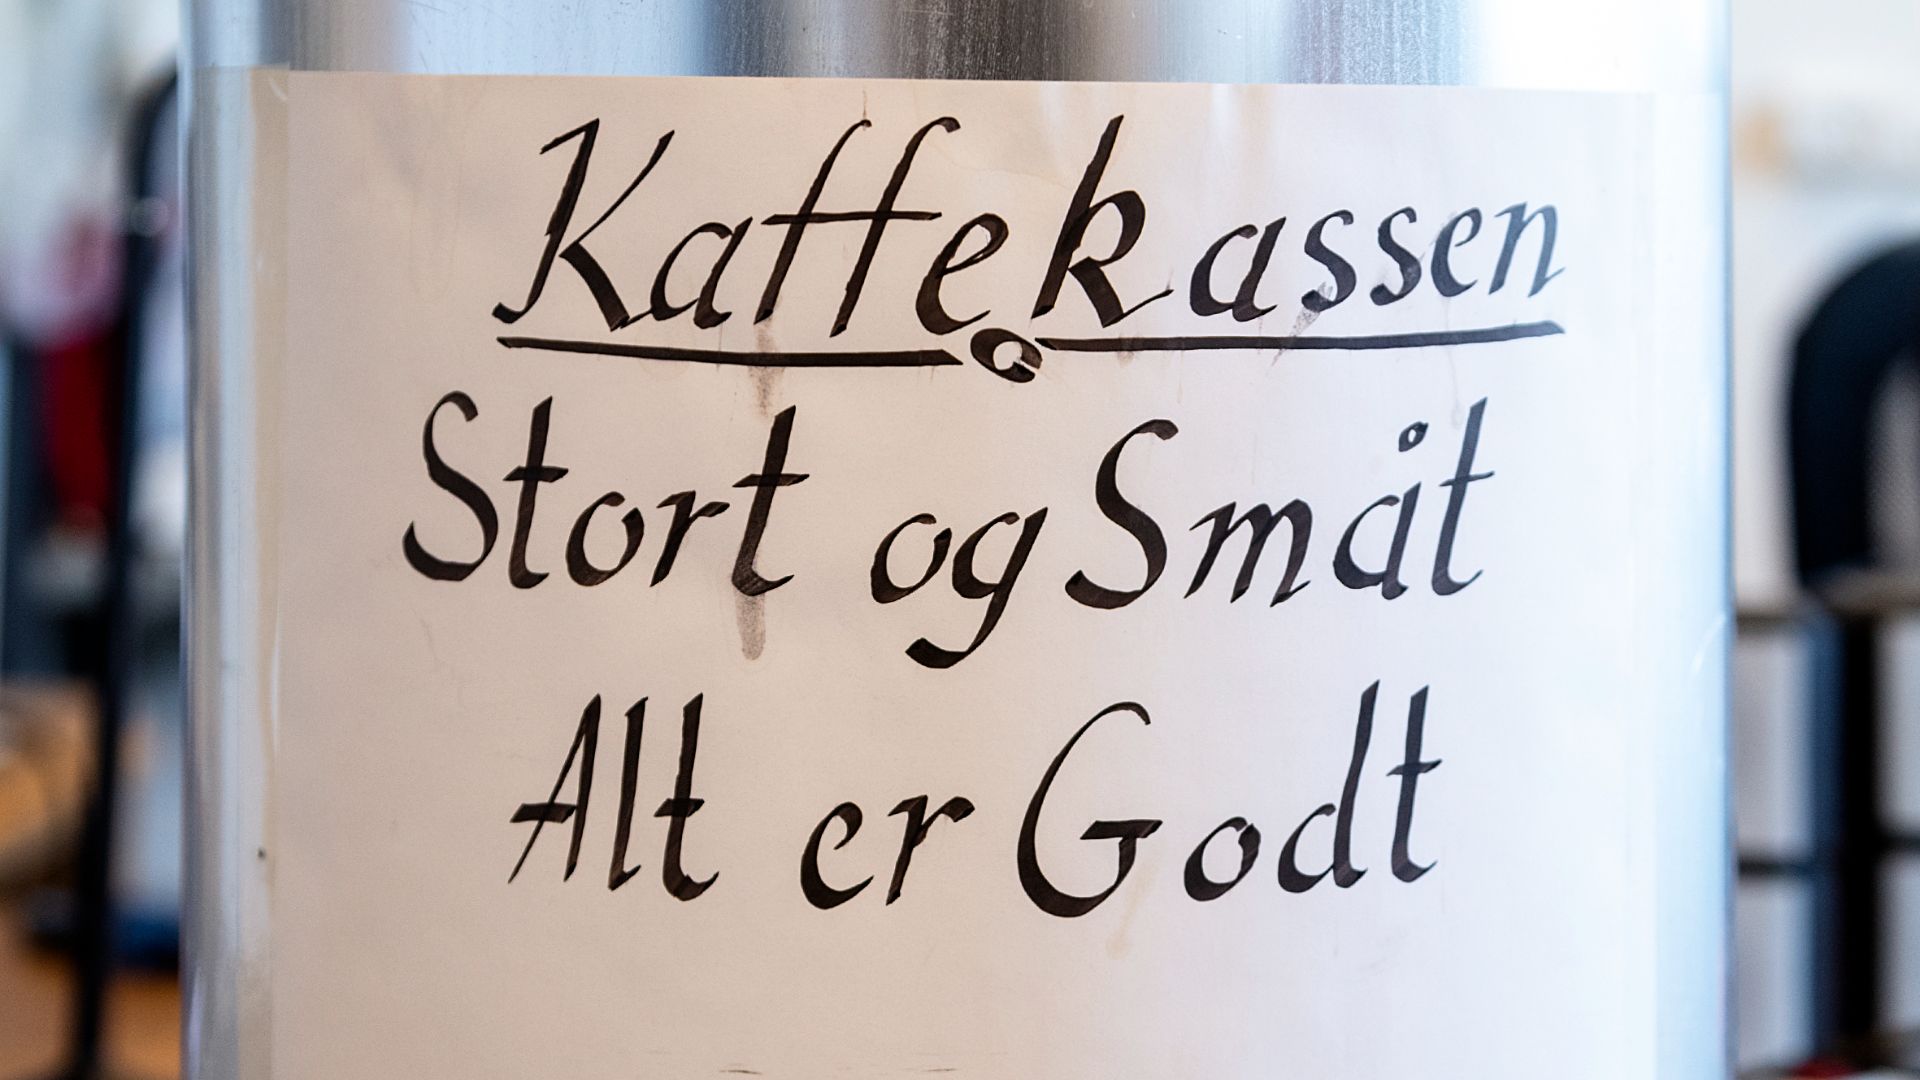 Kaffekassen
Stort og Småt
Alt er Godt